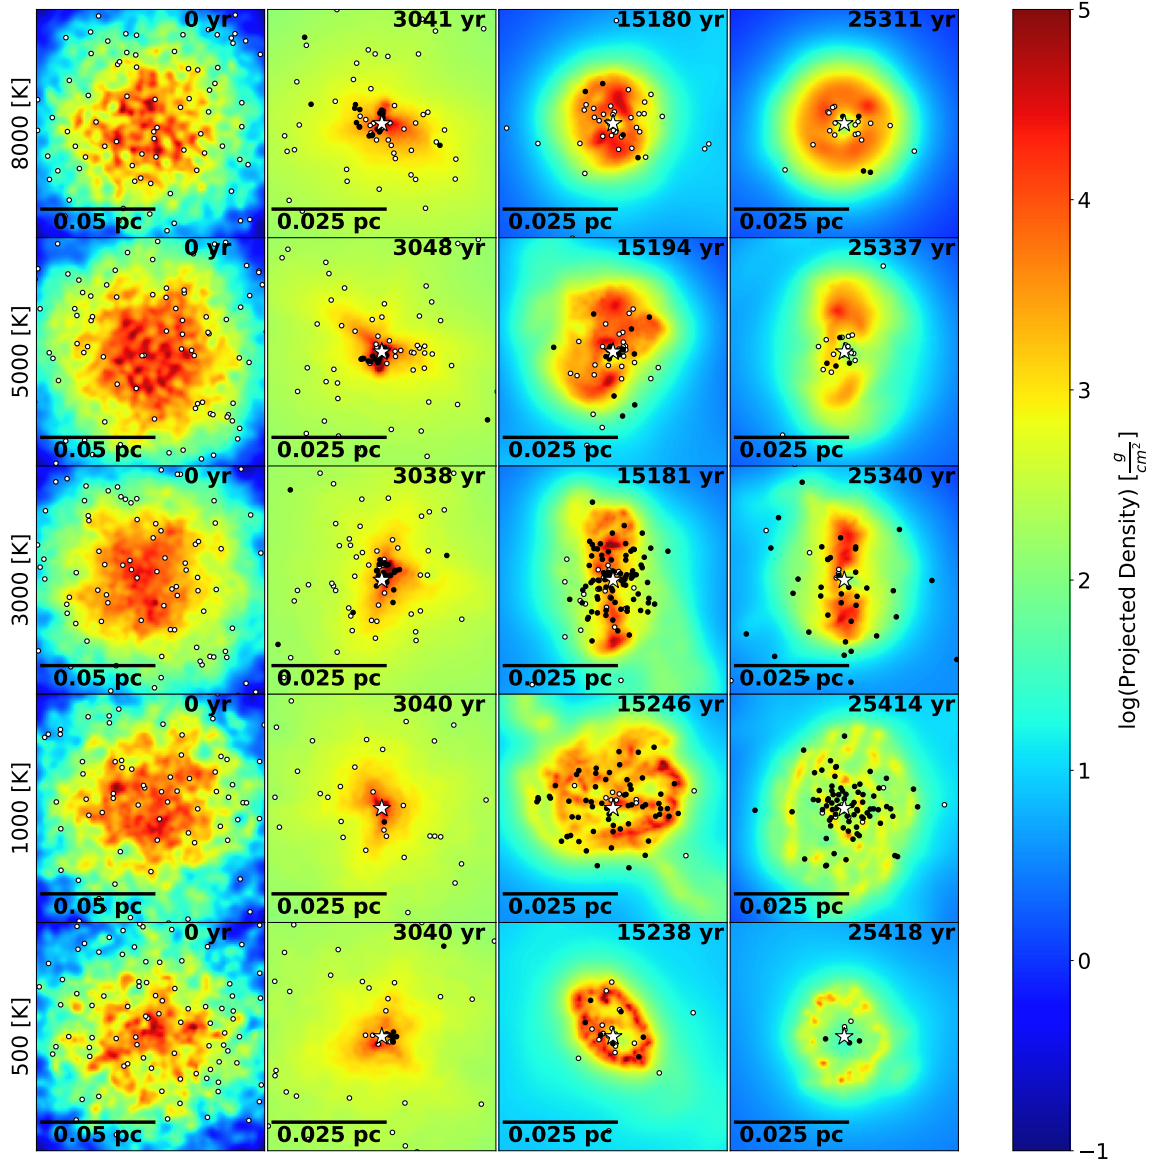 0 yr 3041 yr 15180 yr 25311 yr
8000 [K]
0.05 pc 0.025 pc 0.025 pc 0.025 pc
0 yr 3048 yr 15194 yr 25337 yr
5000 [K]
0.05 pc 0.025 pc 0.025 pc 0.025 pc
0 yr 3038 yr 15181 yr 25340 yr
3000 [K]
0.05 pc 0.025 pc 0.025 pc 0.025 pc
0 yr 3040 yr 15246 yr 25414 yr
1000 [K]
0.05 pc 0.025 pc 0.025 pc 0.025 pc
0 yr 3040 yr 15238 yr 25418 yr
500 [K]
0.05 pc 0.025 pc 0.025 pc 0.025 pc
5
4
3
2
1
0
−1
log(Projected Density) [g/cm²]